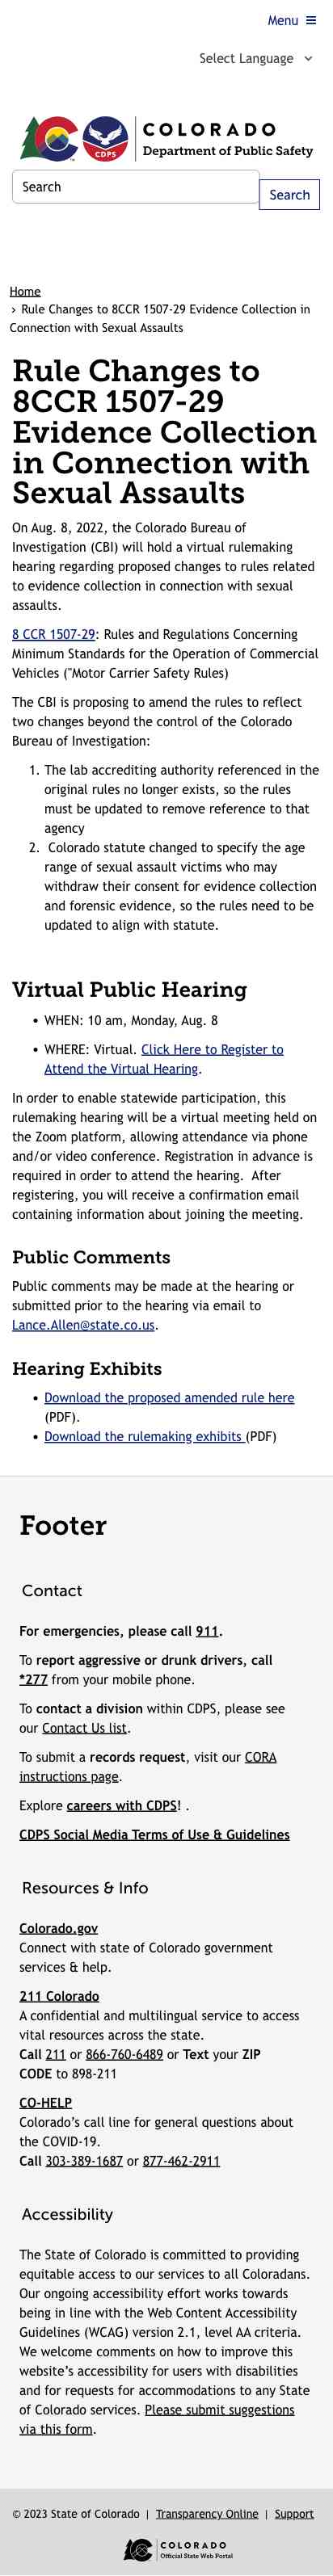 Menu ☰
Select Language
COLORADO
Department of Public Safety
CDPS
Search
Search
Home
› Rule Changes to 8CCR 1507-29 Evidence Collection in
Connection with Sexual Assaults
Rule Changes to
8CCR 1507-29
Evidence Collection
in Connection with
Sexual Assaults
On Aug. 8, 2022, the Colorado Bureau of
Investigation (CBI) will hold a virtual rulemaking
hearing regarding proposed changes to rules related
to evidence collection in connection with sexual
assaults.
8 CCR 1507-29: Rules and Regulations Concerning
Minimum Standards for the Operation of Commercial
Vehicles ("Motor Carrier Safety Rules)
The CBI is proposing to amend the rules to reflect
two changes beyond the control of the Colorado
Bureau of Investigation:
1. The lab accrediting authority referenced in the
original rules no longer exists, so the rules
must be updated to remove reference to that
agency
2. Colorado statute changed to specify the age
range of sexual assault victims who may
withdraw their consent for evidence collection
and forensic evidence, so the rules need to be
updated to align with statute.
Virtual Public Hearing
• WHEN: 10 am, Monday, Aug. 8
• WHERE: Virtual. Click Here to Register to
Attend the Virtual Hearing.
In order to enable statewide participation, this
rulemaking hearing will be a virtual meeting held on
the Zoom platform, allowing attendance via phone
and/or video conference. Registration in advance is
required in order to attend the hearing. After
registering, you will receive a confirmation email
containing information about joining the meeting.
Public Comments
Public comments may be made at the hearing or
submitted prior to the hearing via email to
Lance.Allen@state.co.us.
Hearing Exhibits
• Download the proposed amended rule here
(PDF).
• Download the rulemaking exhibits (PDF)
Footer
Contact
For emergencies, please call 911.
To report aggressive or drunk drivers, call
*277 from your mobile phone.
To contact a division within CDPS, please see
our Contact Us list.
To submit a records request, visit our CORA
instructions page.
Explore careers with CDPS! .
CDPS Social Media Terms of Use & Guidelines
Resources & Info
Colorado.gov
Connect with state of Colorado government
services & help.
211 Colorado
A confidential and multilingual service to access
vital resources across the state.
Call 211 or 866-760-6489 or Text your ZIP
CODE to 898-211
CO-HELP
Colorado's call line for general questions about
the COVID-19.
Call 303-389-1687 or 877-462-2911
Accessibility
The State of Colorado is committed to providing
equitable access to our services to all Coloradans.
Our ongoing accessibility effort works towards
being in line with the Web Content Accessibility
Guidelines (WCAG) version 2.1, level AA criteria.
We welcome comments on how to improve this
website's accessibility for users with disabilities
and for requests for accommodations to any State
of Colorado services. Please submit suggestions
via this form.
© 2023 State of Colorado | Transparency Online | Support
COLORADO
Official State Web Portal